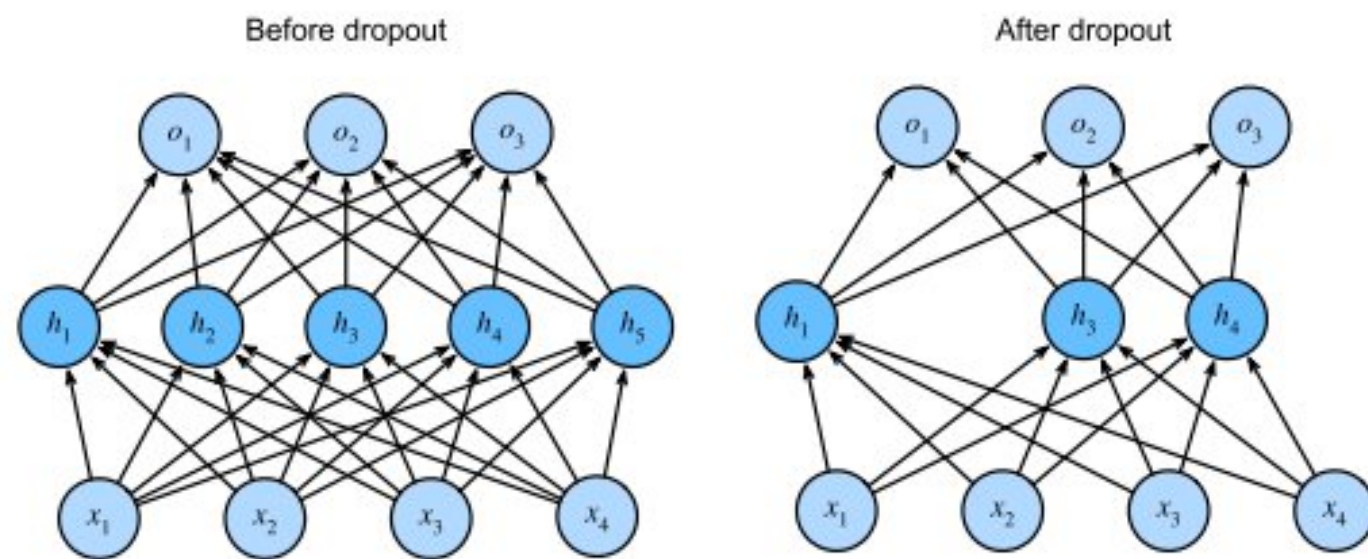 Before dropout
After dropout
o₁ o₂ o₃
o₁ o₂ o₃
h₁ h₂ h₃ h₄ h₅
h₁ h₃ h₄
x₁ x₂ x₃ x₄
x₁ x₂ x₃ x₄